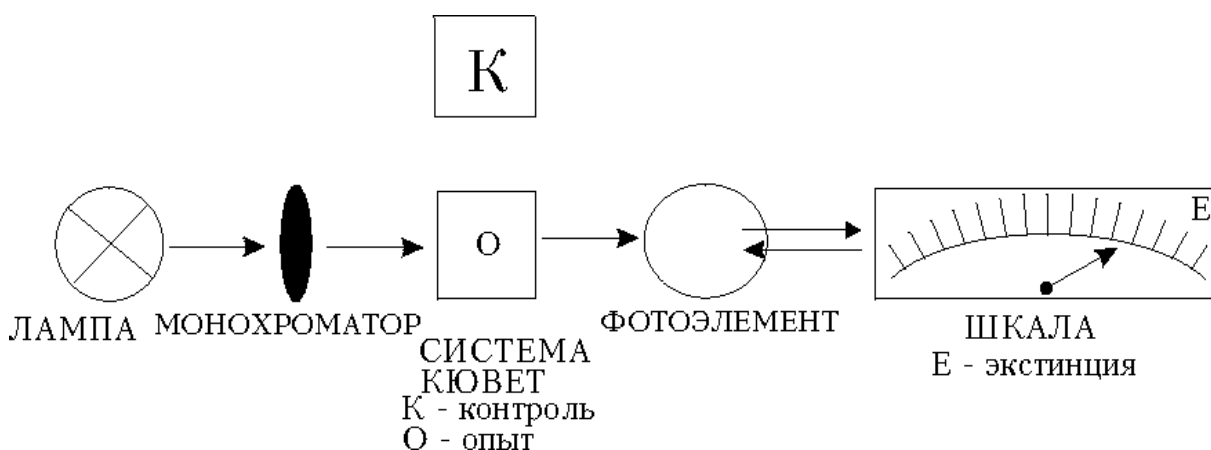 К
О
Е
ЛАМПА
МОНОХРОМАТОР
СИСТЕМА
КЮВЕТ
К - контроль
О - опыт
ФОТОЭЛЕМЕНТ
ШКАЛА
Е - экстинция